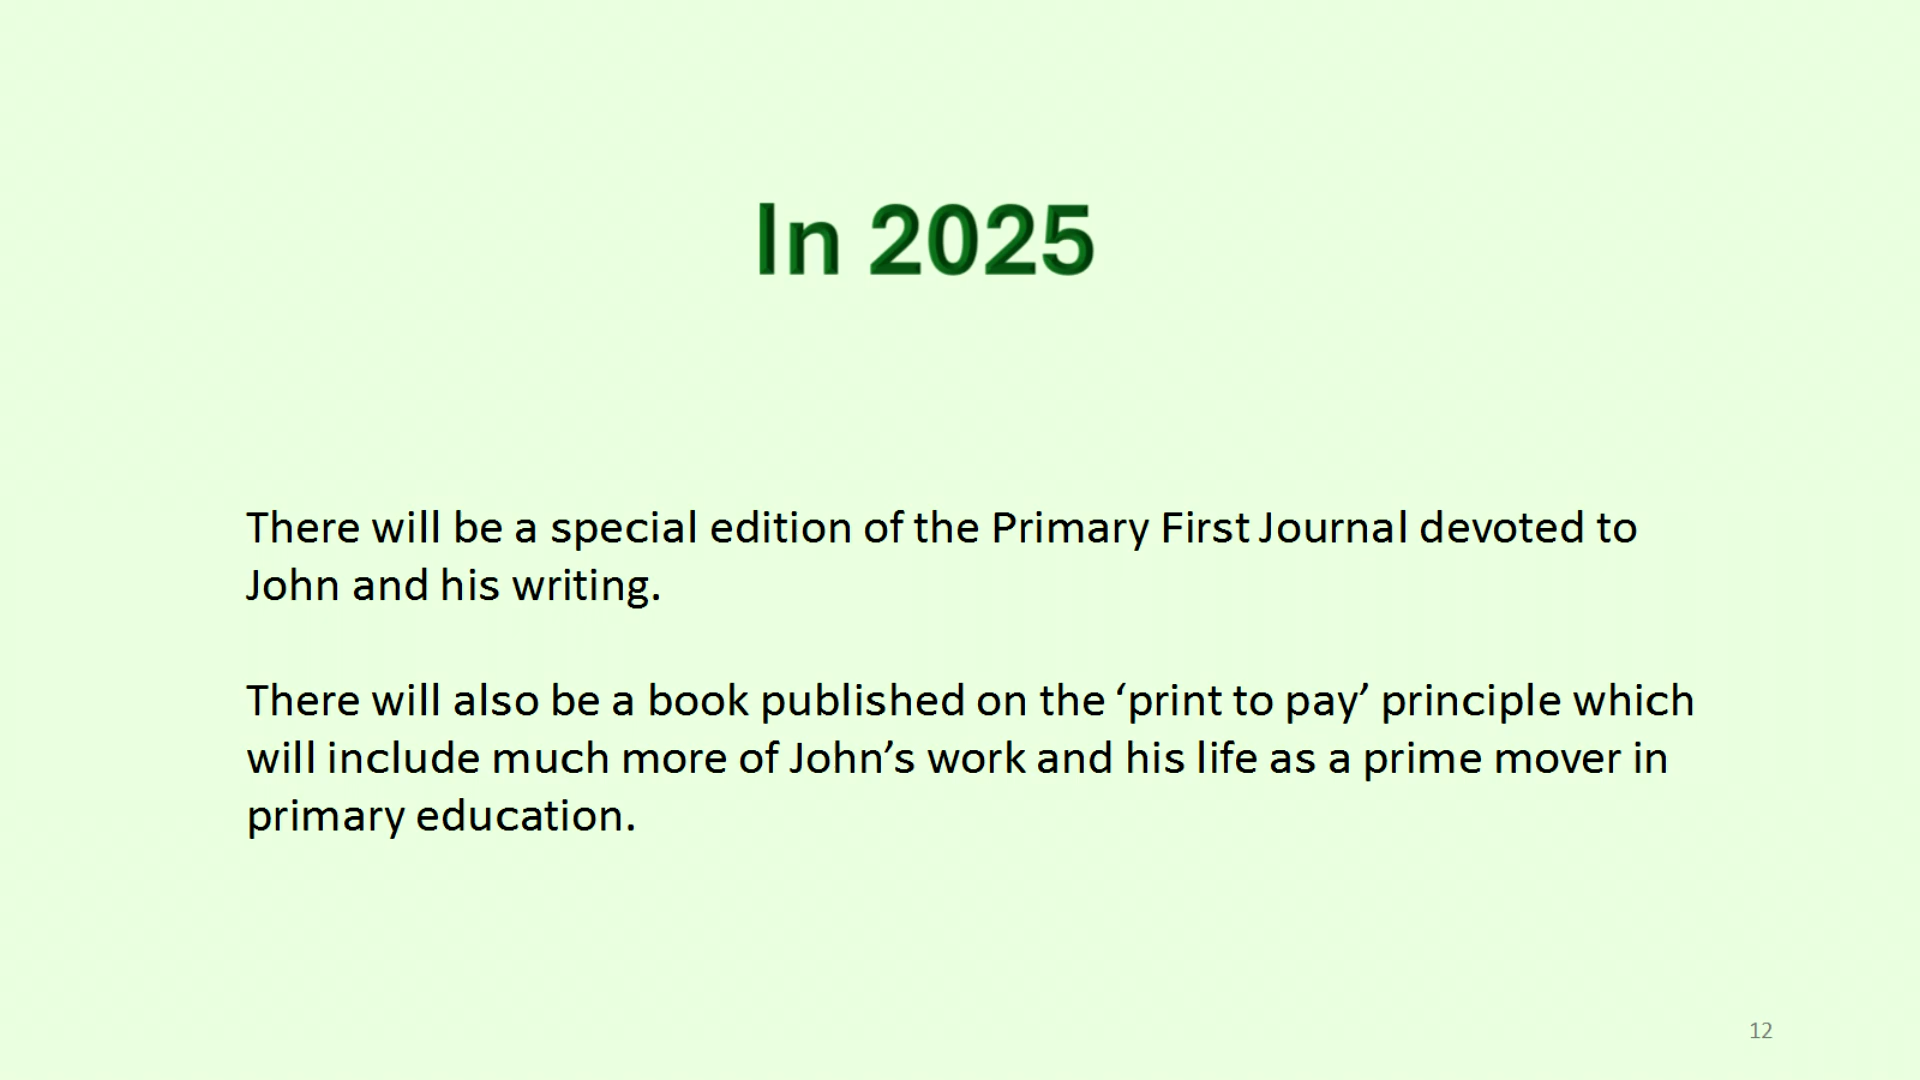 In 2025
There will be a special edition of the Primary First Journal devoted to
John and his writing.
There will also be a book published on the ‘print to pay’ principle which
will include much more of John’s work and his life as a prime mover in
primary education.
12